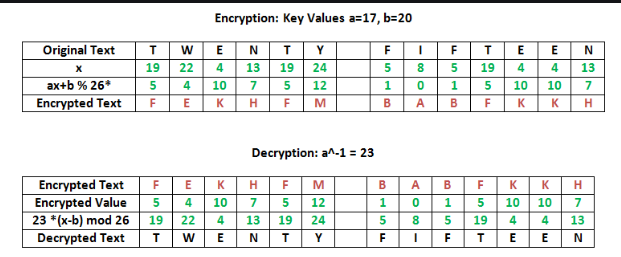 Encryption: Key Values a=17, b=20
Original Text T W E N T Y F I F T E E N
x 19 22 4 13 19 24 5 8 5 19 4 4 13
ax+b % 26* 5 4 10 7 5 12 1 0 1 5 10 10 7
Encrypted Text F E K H F M B A B F K K H
Decryption: a^-1 = 23
Encrypted Text F E K H F M B A B F K K H
Encrypted Value 5 4 10 7 5 12 1 0 1 5 10 10 7
23 *(x-b) mod 26 19 22 4 13 19 24 5 8 5 19 4 4 13
Decrypted Text T W E N T Y F I F T E E N